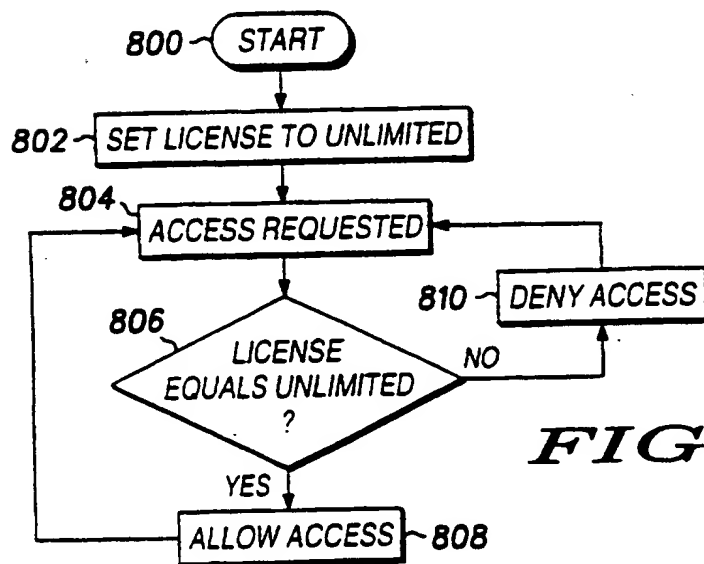 800
START
802
SET LICENSE TO UNLIMITED
804
ACCESS REQUESTED
810
DENY ACCESS
806
LICENSE
EQUALS UNLIMITED
?
NO
FIG
YES
ALLOW ACCESS
808